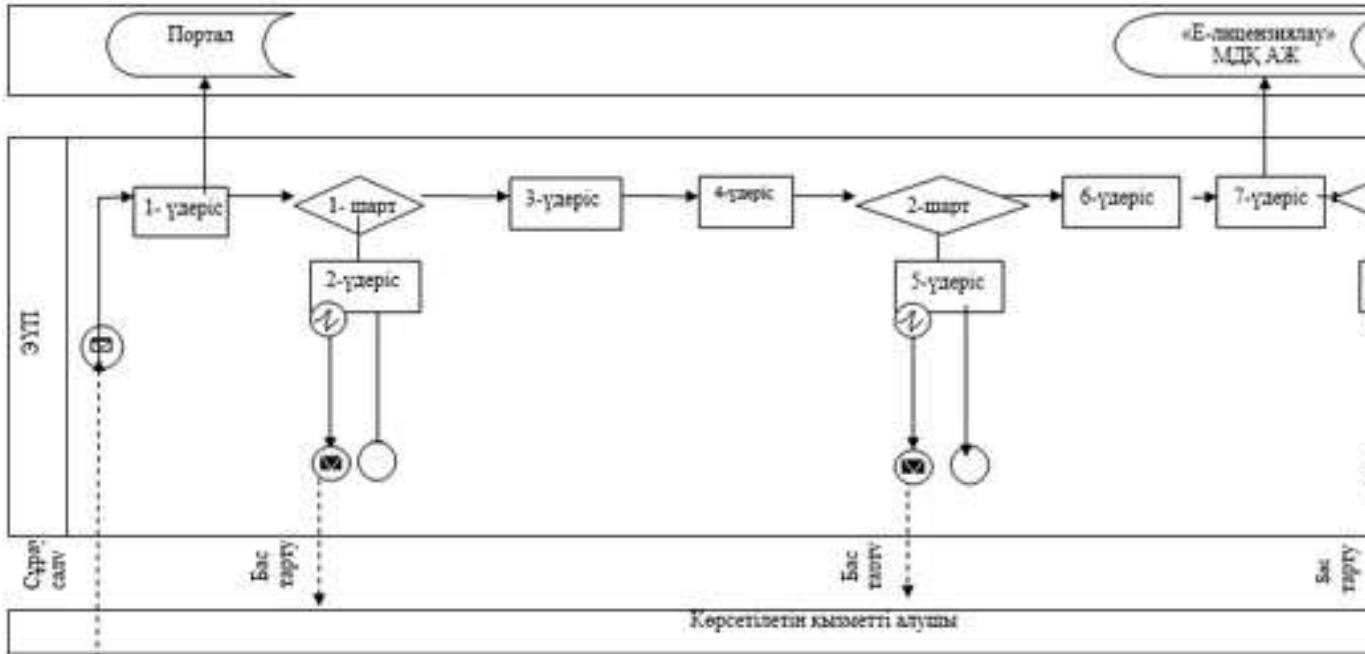 Портал
«Е-лицензиялау»
МДҚ АЖ
1- үдеріс
1- шарт
3-үдеріс
4-үдеріс
2-шарт
6-үдеріс
7-үдеріс
2-үдеріс
5-үдеріс
ЭҮП
Сұрау
салу
Бас
тарту
Бас
тарту
Бас
тарту
Көрсетілетін қызметті алушы